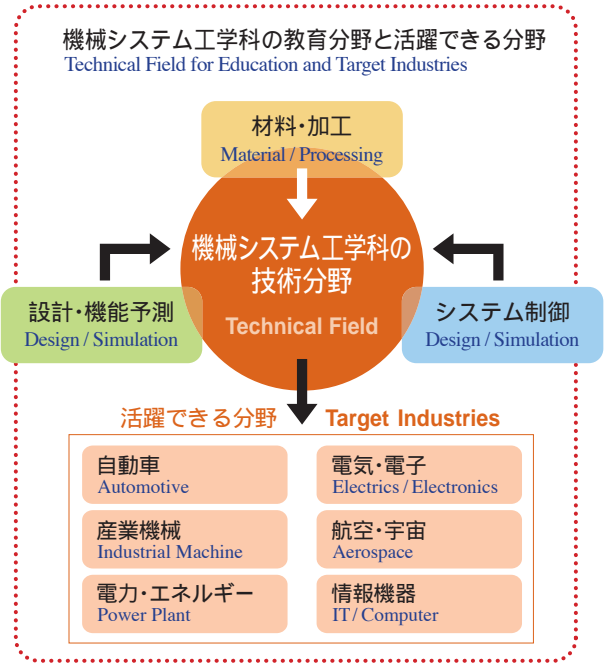 機械システム工学科の教育分野と活躍できる分野
Technical Field for Education and Target Industries
材料・加工
Material / Processing
機械システム工学科の
技術分野
Technical Field
設計・機能予測
Design / Simulation
システム制御
Design / Simulation
活躍できる分野 Target Industries
自動車
Automotive
電気・電子
Electrics / Electronics
産業機械
Industrial Machine
航空・宇宙
Aerospace
電力・エネルギー
Power Plant
情報機器
IT / Computer